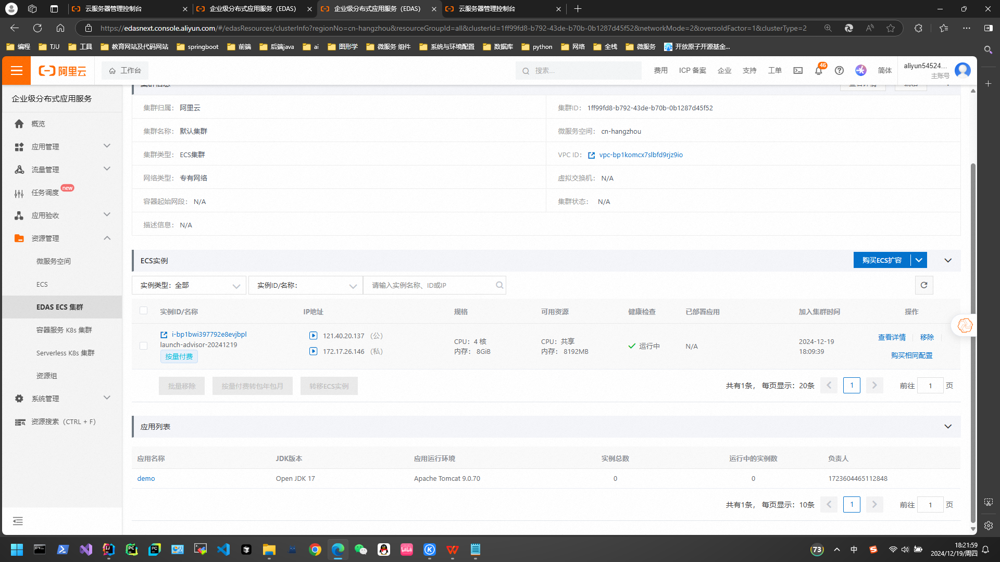 云服务器管理控制台
企业级分布式应用服务（EDAS）
企业级分布式应用服务（EDAS）
云服务器管理控制台
https://edasnext.console.aliyun.com/#/edasResources/clusterInfo?regionNo=cn-hangzhou&resourceGroupId=all&clusterId=1ff99fd8-b792-43de-b70b-0b1287d45f52&networkMode=2&oversoldFactor=1&clusterType=2
编程 TJU 工具 教育网站及代码网站 springboot 前端 后端java ai 图形学 微服务 组件 系统与环境配置 数据库 python 网络 全栈 微服务 开放原子开源基金...
阿里云 工作台 搜索... 费用 ICP 备案 企业 支持 工单 46 简体 aliyun54524...
主账号
企业级分布式应用服务
概览
应用管理
流量管理
任务调度 new
应用验收
资源管理
微服务空间
ECS
EDAS ECS 集群
容器服务 K8s 集群
Serverless K8s 集群
资源组
系统管理
资源搜索（CTRL + F）
集群信息 查看详情 编辑
集群归属： 阿里云 集群ID： 1ff99fd8-b792-43de-b70b-0b1287d45f52
集群名称： 默认集群 微服务空间： cn-hangzhou
集群类型： ECS集群 VPC ID： vpc-bp1komcx7slbfd9rjz9io
网络类型： 专有网络 虚拟交换机： N/A
容器起始网段： N/A 集群状态： N/A
描述信息： N/A
ECS实例 购买ECS扩容
实例类型：全部 实例ID/名称： 请输入实例名称、ID或IP
实例ID/名称 IP地址 规格 可用资源 健康检查 已部署应用 加入集群时间 操作
i-bp1bwi397792e8evjbpl
launch-advisor-20241219
按量付费
121.40.20.137 （公）
172.17.26.146 （私）
CPU：4 核
内存： 8GiB
CPU：共享
内存： 8192MB
运行中
N/A
2024-12-19
18:09:39
查看详情 移除
购买相同配置
批量移除 按量付费转包年包月 转移ECS实例 共有1条， 每页显示：20条 1 前往 1 页
应用列表
应用名称 JDK版本 应用运行环境 实例总数 运行中的实例数 负责人
demo Open JDK 17 Apache Tomcat 9.0.70 0 0 1723604465112848
共有1条， 每页显示：10条 1 前往 1 页
73 中 18:21:59
2024/12/19/周四